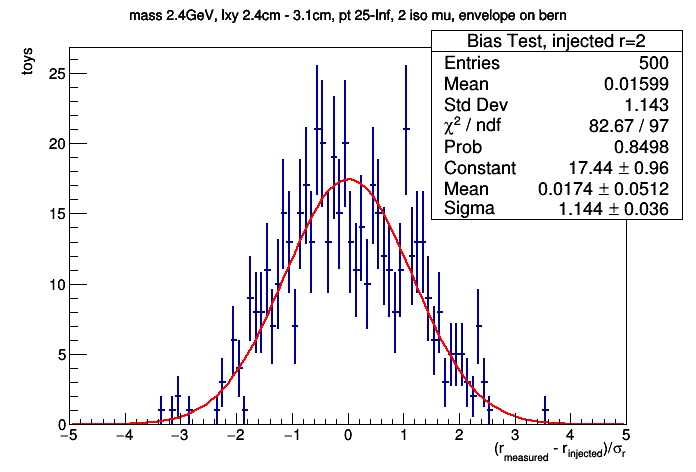 mass 2.4GeV, lxy 2.4cm - 3.1cm, pt 25-Inf, 2 iso mu, envelope on bern
Bias Test, injected r=2
Entries 500
Mean 0.01599
Std Dev 1.143
χ² / ndf 82.67 / 97
Prob 0.8498
Constant 17.44 ± 0.96
Mean 0.0174 ± 0.0512
Sigma 1.144 ± 0.036
toys
25
20
15
10
5
0
−5 −4 −3 −2 −1 0 1 2 3 4 5
(r_measured - r_injected)/σ_r